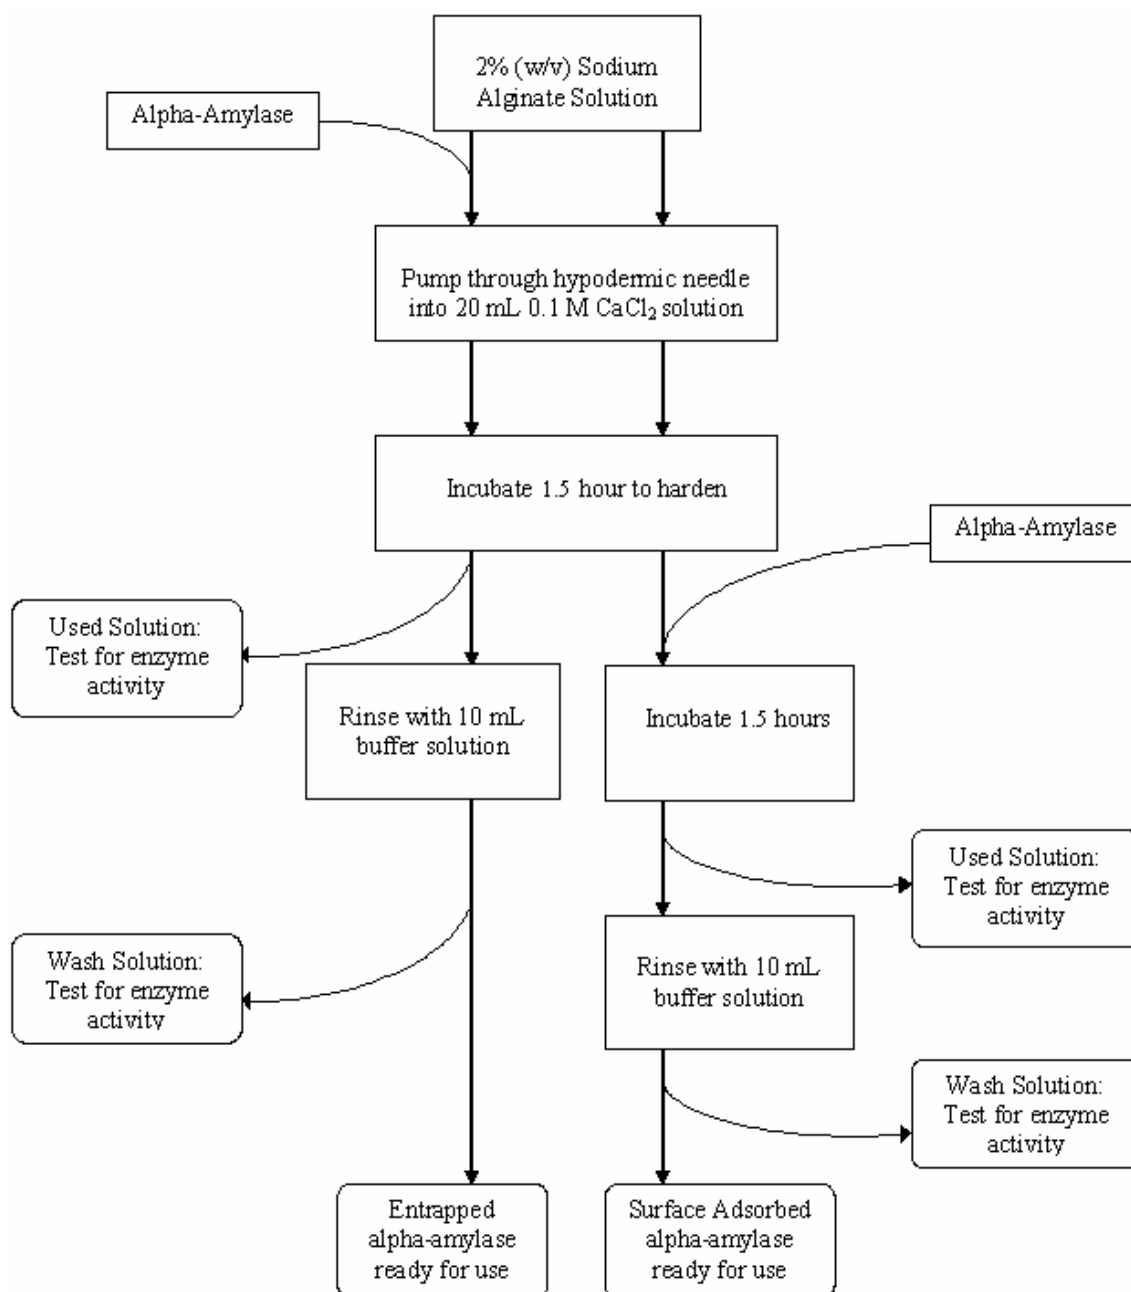 2% (w/v) Sodium
Alginate Solution
Alpha-Amylase
Pump through hypodermic needle
into 20 mL 0.1 M CaCl₂ solution
Incubate 1.5 hour to harden
Alpha-Amylase
Used Solution:
Test for enzyme
activity
Rinse with 10 mL
buffer solution
Incubate 1.5 hours
Used Solution:
Test for enzyme
activity
Wash Solution:
Test for enzyme
activity
Rinse with 10 mL
buffer solution
Wash Solution:
Test for enzyme
activity
Entrapped
alpha-amylase
ready for use
Surface Adsorbed
alpha-amylase
ready for use